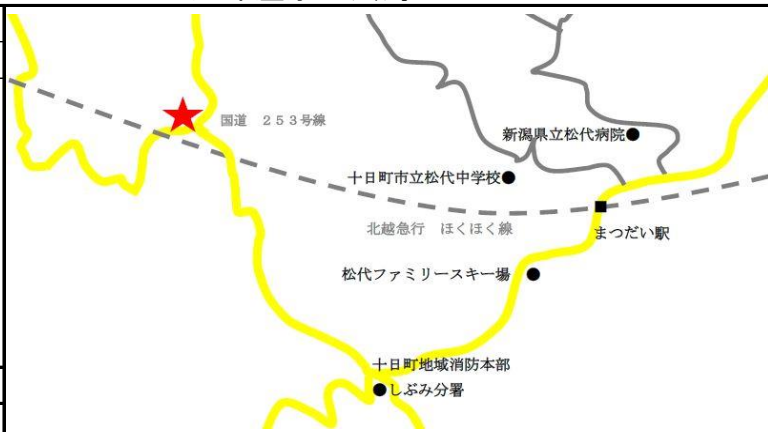 国道 253号線
新潟県立松代病院
十日町市立松代中学校
北越急行 ほくほく線
まつだい駅
松代ファミリースキー場
十日町地域消防本部
しぶみ分署